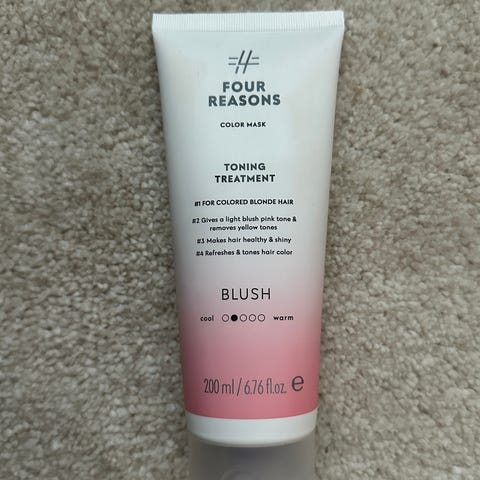 FOUR
REASONS
COLOR MASK
TONING
TREATMENT
#1 FOR COLORED BLONDE HAIR
#2 Gives a light blush pink tone &
removes yellow tones
#3 Makes hair healthy & shiny
#4 Refreshes & tones hair color
BLUSH
cool warm
200 ml / 6.76 fl.oz. e